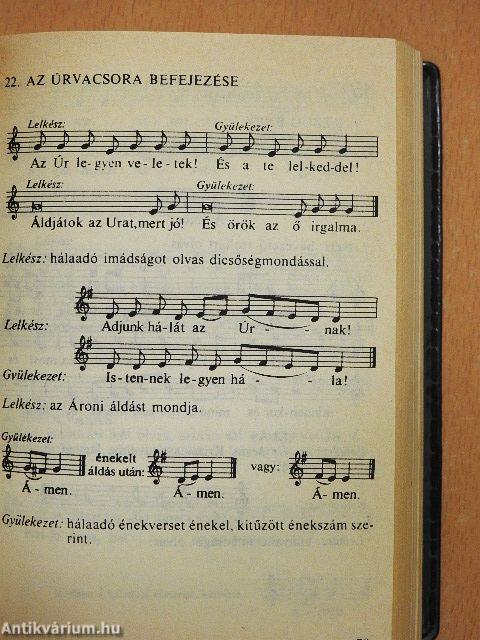 22. AZ ÚRVACSORA BEFEJEZÉSE
Lelkész: Gyülekezet:
Az Úr le-gyen ve-le-tek! És a te lel-ked-del!
Lelkész: Gyülekezet:
Áldjátok az Urat,mert jó! És örök az ő irgalma.
Lelkész: hálaadó imádságot olvas dicsőségmondással.
Lelkész: Adjunk há-lát az Úr - - nak!
Gyülekezet: Is-ten-nek le-gyen há - - la!
Lelkész: az Ároni áldást mondja.
Gyülekezet: énekelt
áldás után: vagy:
Á - men. Á - men. Á - men.
Gyülekezet: hálaadó énekverset énekel, kitűzött énekszám sze-
rint.
Antikvárium.hu